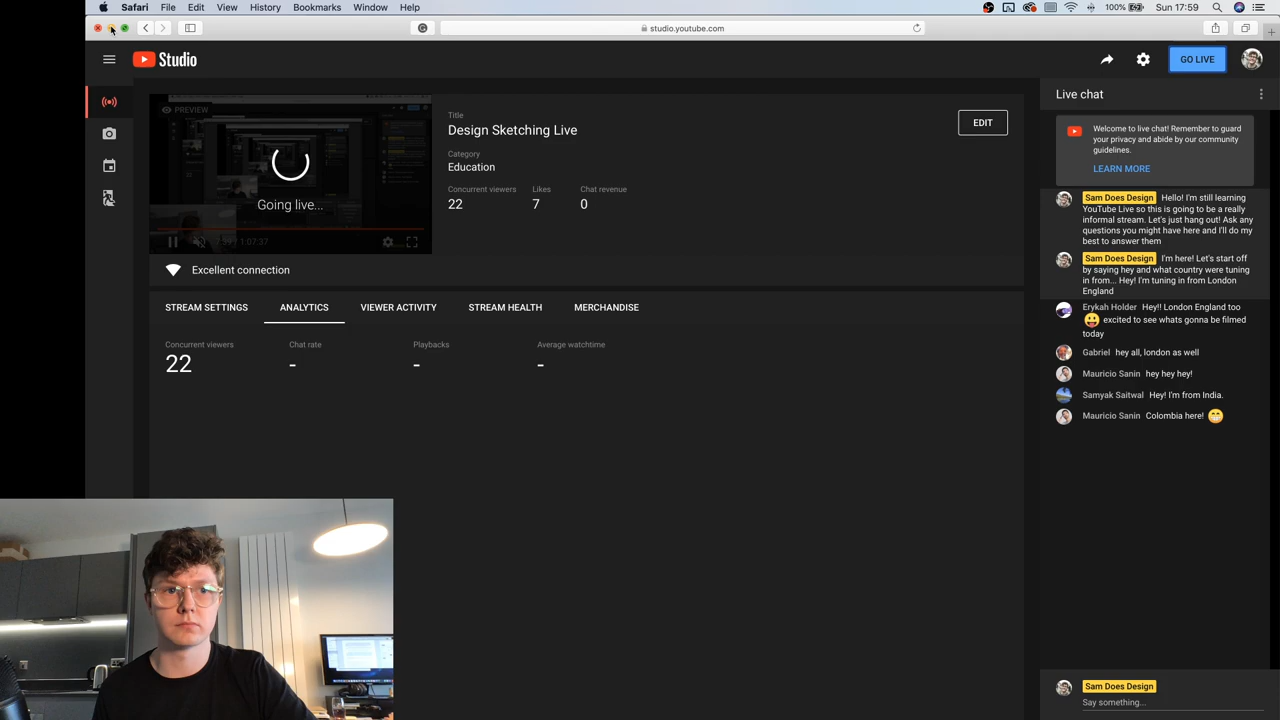 Safari File Edit View History Bookmarks Window Help
100% Sun 17:59
studio.youtube.com
Studio
GO LIVE
PREVIEW
Going live...
1:07:37
Title
Design Sketching Live
Category
Education
Concurrent viewers Likes Chat revenue
22 7 0
EDIT
Excellent connection
STREAM SETTINGS ANALYTICS VIEWER ACTIVITY STREAM HEALTH MERCHANDISE
Concurrent viewers Chat rate Playbacks Average watchtime
22 - - -
Live chat
Welcome to live chat! Remember to guard
your privacy and abide by our community
guidelines.
LEARN MORE
Sam Does Design Hello! I'm still learning
YouTube Live so this is going to be a really
informal stream. Let's just hang out! Ask any
questions you might have here and I'll do my
best to answer them
Sam Does Design I'm here! Let's start off
by saying hey and what country were tuning
in from... Hey! I'm tuning in from London
England
Erykah Holder Hey!! London England too
😛 excited to see whats gonna be filmed
today
Gabriel hey all, london as well
Mauricio Sanin hey hey hey!
Samyak Saitwal Hey! I'm from India.
Mauricio Sanin Colombia here! 😁
Sam Does Design
Say something...